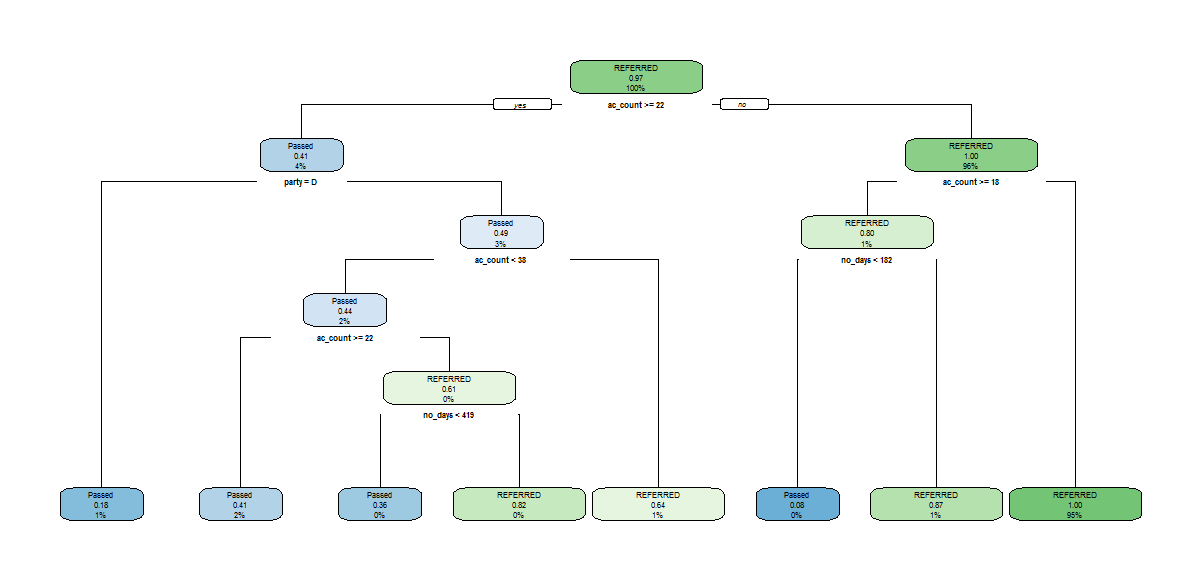 REFERRED
0.97
100%
yes
ac_count >= 22
no
Passed
0.41
4%
party = D
REFERRED
1.00
96%
ac_count >= 18
Passed
0.49
3%
ac_count < 38
REFERRED
0.80
1%
no_days < 182
Passed
0.44
2%
ac_count >= 22
REFERRED
0.61
0%
no_days < 419
Passed
0.18
1%
Passed
0.41
2%
Passed
0.36
0%
REFERRED
0.82
0%
REFERRED
0.64
1%
Passed
0.08
0%
REFERRED
0.87
1%
REFERRED
1.00
95%